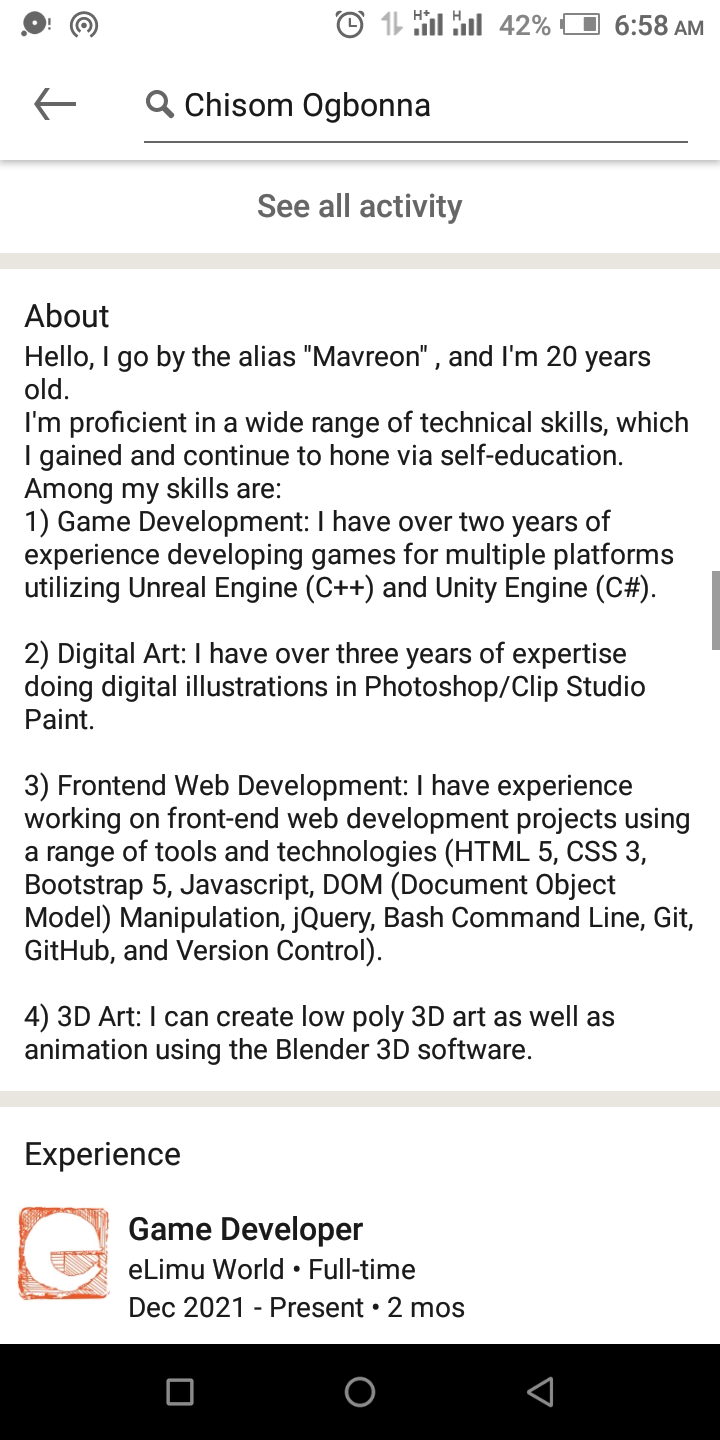 H+ H 42% 6:58 AM
Chisom Ogbonna
See all activity
About
Hello, I go by the alias "Mavreon" , and I'm 20 years
old.
I'm proficient in a wide range of technical skills, which
I gained and continue to hone via self-education.
Among my skills are:
1) Game Development: I have over two years of
experience developing games for multiple platforms
utilizing Unreal Engine (C++) and Unity Engine (C#).
2) Digital Art: I have over three years of expertise
doing digital illustrations in Photoshop/Clip Studio
Paint.
3) Frontend Web Development: I have experience
working on front-end web development projects using
a range of tools and technologies (HTML 5, CSS 3,
Bootstrap 5, Javascript, DOM (Document Object
Model) Manipulation, jQuery, Bash Command Line, Git,
GitHub, and Version Control).
4) 3D Art: I can create low poly 3D art as well as
animation using the Blender 3D software.
Experience
Game Developer
eLimu World • Full-time
Dec 2021 - Present • 2 mos